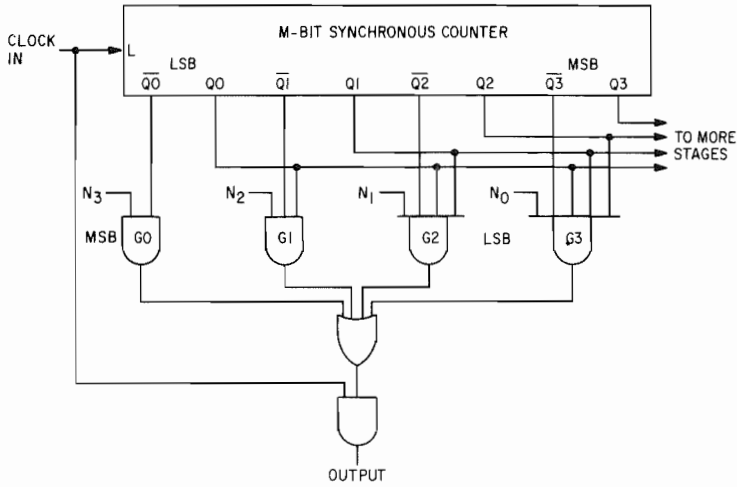 M-BIT SYNCHRONOUS COUNTER
CLOCK IN
L
LSB
MSB
Q̅0̅ Q0 Q̅1̅ Q1 Q̅2̅ Q2 Q̅3̅ Q3
TO MORE
STAGES
N3 N2 N1 N0
MSB G0 G1 G2 LSB G3
OUTPUT